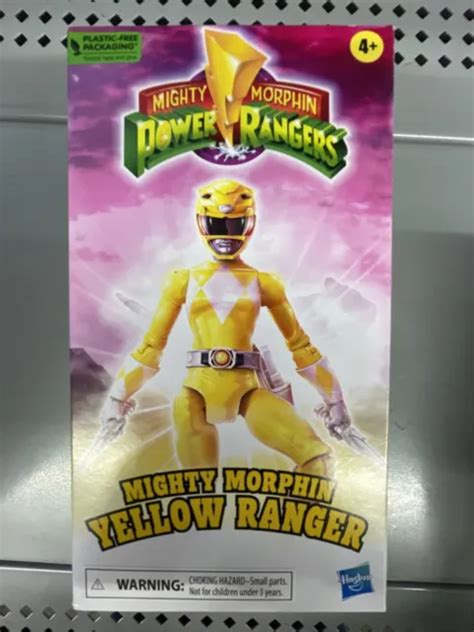 PLASTIC-FREE
PACKAGING*
4+
MIGHTY MORPHIN
POWER RANGERS
MIGHTY MORPHIN
YELLOW RANGER
WARNING: CHOKING HAZARD–Small parts.
Not for children under 3 years.
Hasbro